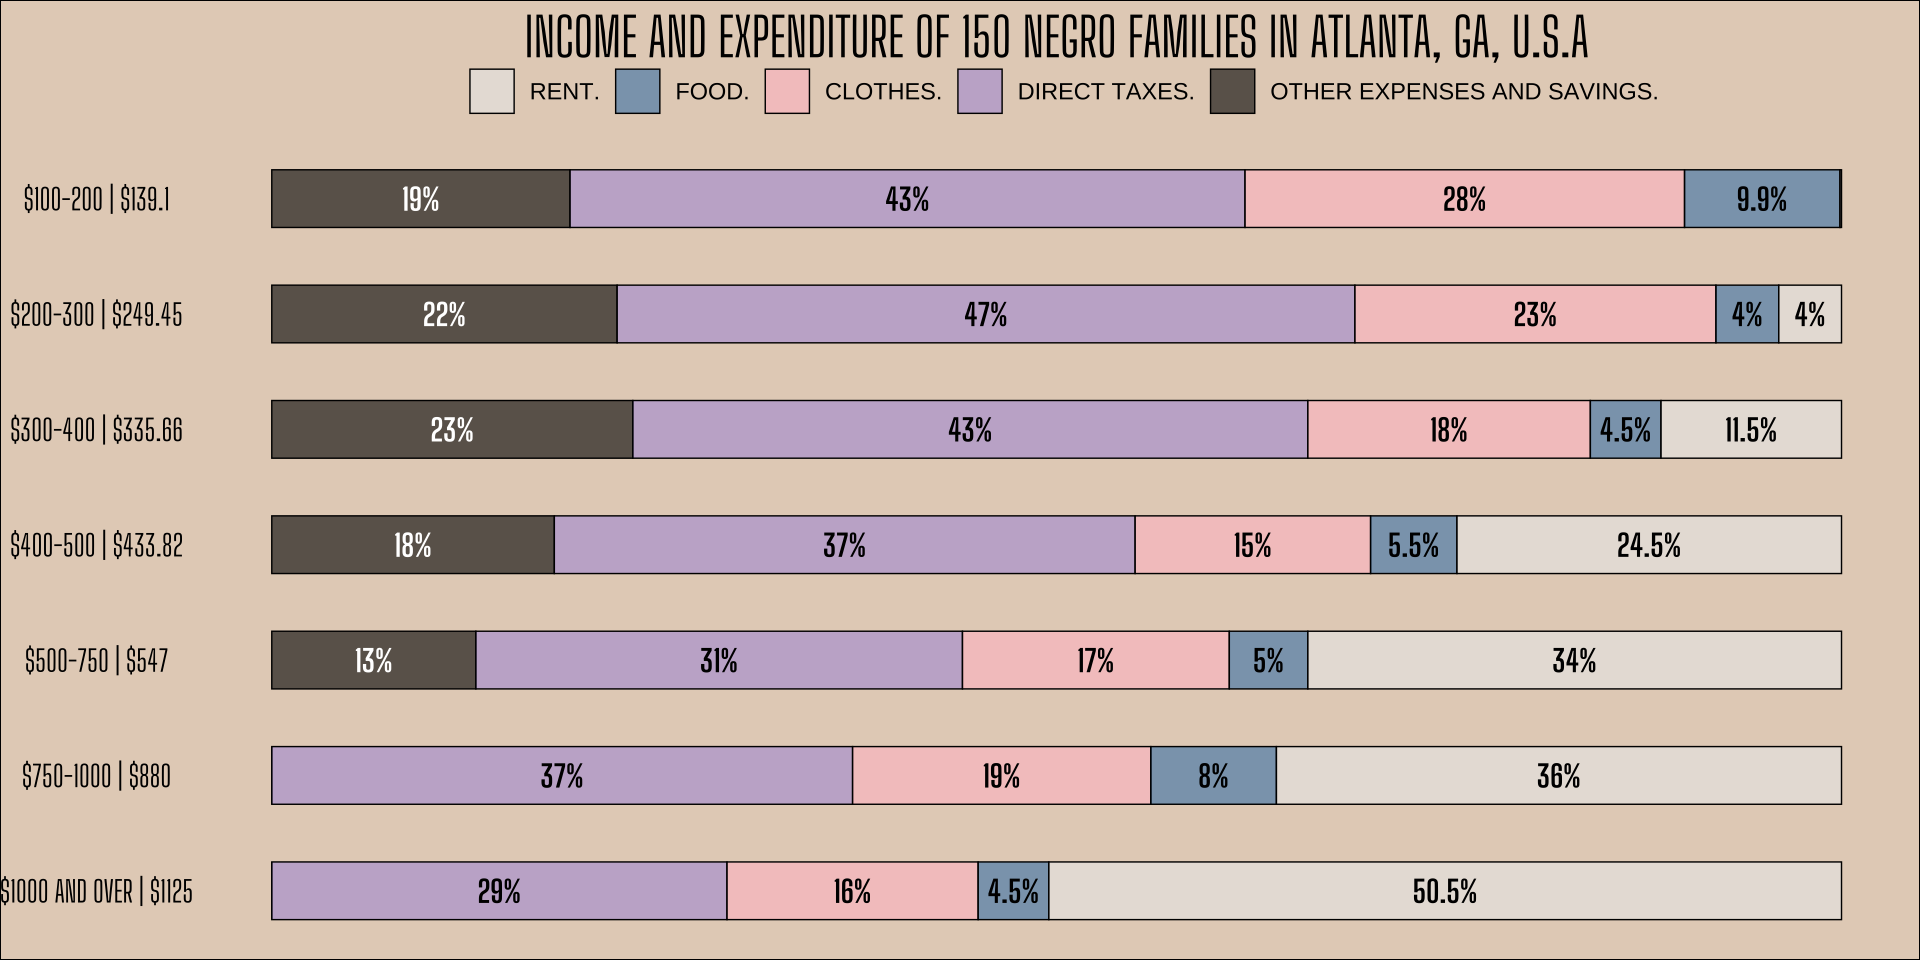 INCOME AND EXPENDITURE OF 150 NEGRO FAMILIES IN ATLANTA, GA, U.S.A
RENT. FOOD. CLOTHES. DIRECT TAXES. OTHER EXPENSES AND SAVINGS.
$100-200 | $139.1 19% 43% 28% 9.9%
$200-300 | $249.45 22% 47% 23% 4% 4%
$300-400 | $335.66 23% 43% 18% 4.5% 11.5%
$400-500 | $433.82 18% 37% 15% 5.5% 24.5%
$500-750 | $547 13% 31% 17% 5% 34%
$750-1000 | $880 37% 19% 8% 36%
$1000 AND OVER | $1125 29% 16% 4.5% 50.5%